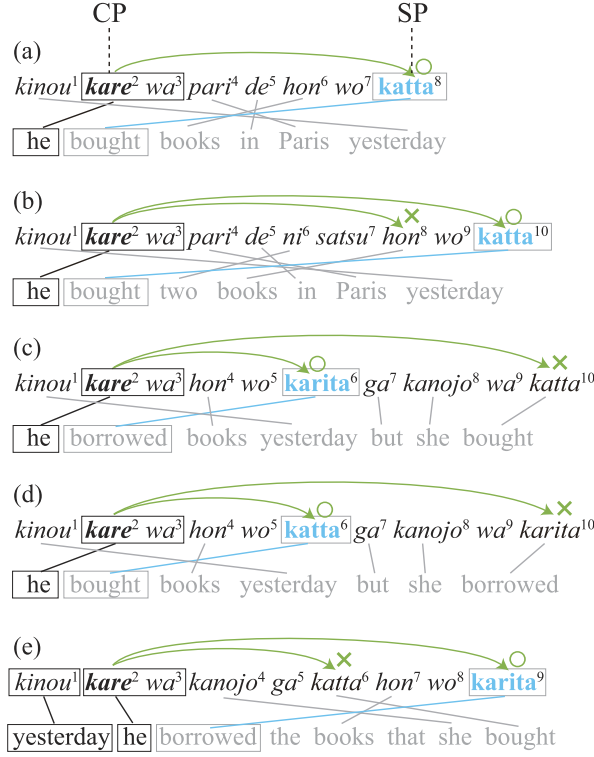 CP SP
(a)
kinou¹ kare² wa³ pari⁴ de⁵ hon⁶ wo⁷ katta⁸
he bought books in Paris yesterday
(b)
kinou¹ kare² wa³ pari⁴ de⁵ ni⁶ satsu⁷ hon⁸ wo⁹ katta¹⁰
he bought two books in Paris yesterday
(c)
kinou¹ kare² wa³ hon⁴ wo⁵ karita⁶ ga⁷ kanojo⁸ wa⁹ katta¹⁰
he borrowed books yesterday but she bought
(d)
kinou¹ kare² wa³ hon⁴ wo⁵ katta⁶ ga⁷ kanojo⁸ wa⁹ karita¹⁰
he bought books yesterday but she borrowed
(e)
kinou¹ kare² wa³ kanojo⁴ ga⁵ katta⁶ hon⁷ wo⁸ karita⁹
yesterday he borrowed the books that she bought